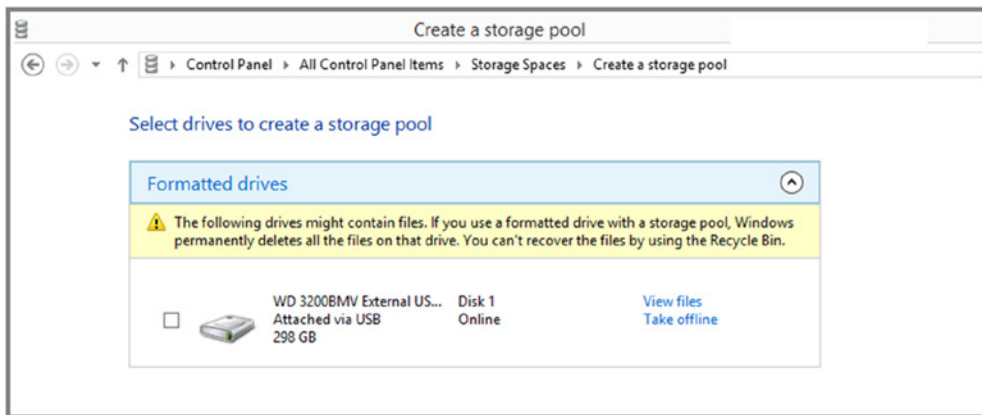 Create a storage pool
Control Panel ▸ All Control Panel Items ▸ Storage Spaces ▸ Create a storage pool
Select drives to create a storage pool
Formatted drives
The following drives might contain files. If you use a formatted drive with a storage pool, Windows
permanently deletes all the files on that drive. You can't recover the files by using the Recycle Bin.
WD 3200BMV External US... Disk 1 View files
Attached via USB Online Take offline
298 GB